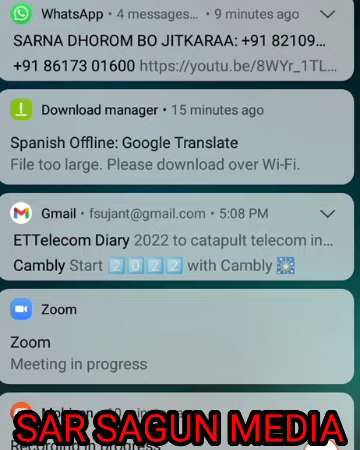 WhatsApp • 4 messages… • 9 minutes ago
SARNA DHOROM BO JITKARAA: +91 82109…
+91 86173 01600 https://youtu.be/8WYr_1TL…
Download manager • 15 minutes ago
Spanish Offline: Google Translate
File too large. Please download over Wi-Fi.
Gmail • fsujant@gmail.com • 5:08 PM
ETTelecom Diary 2022 to catapult telecom in…
Cambly Start 2022 with Cambly
Zoom
Zoom
Meeting in progress
SAR SAGUN MEDIA
Recording in progress